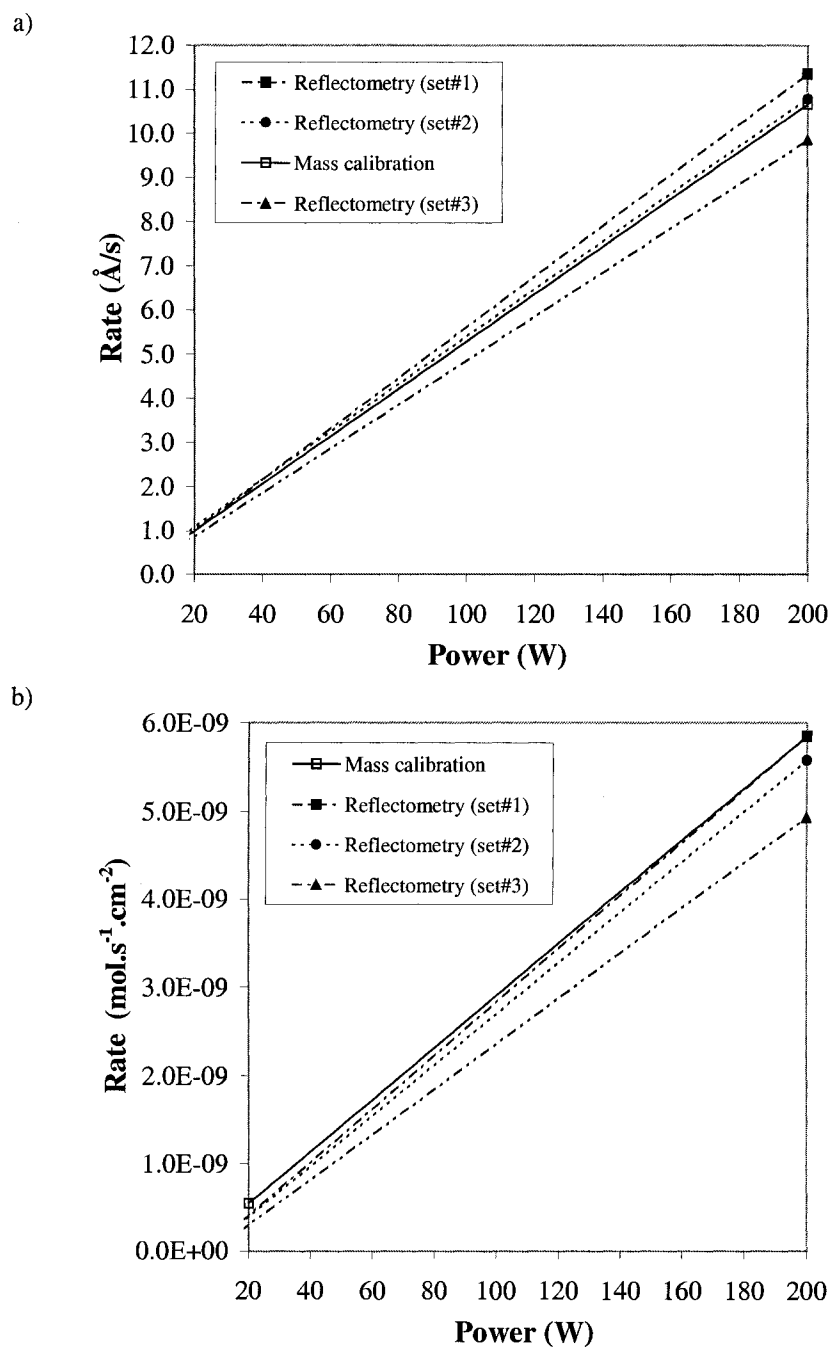 a)
12.0
11.0
10.0
9.0
8.0
7.0
6.0
5.0
4.0
3.0
2.0
1.0
0.0
Rate (Å/s)
Reflectometry (set#1)
Reflectometry (set#2)
Mass calibration
Reflectometry (set#3)
20 40 60 80 100 120 140 160 180 200
Power (W)
b)
6.0E-09
5.0E-09
4.0E-09
3.0E-09
2.0E-09
1.0E-09
0.0E+00
Rate (mol.s⁻¹.cm⁻²)
Mass calibration
Reflectometry (set#1)
Reflectometry (set#2)
Reflectometry (set#3)
20 40 60 80 100 120 140 160 180 200
Power (W)